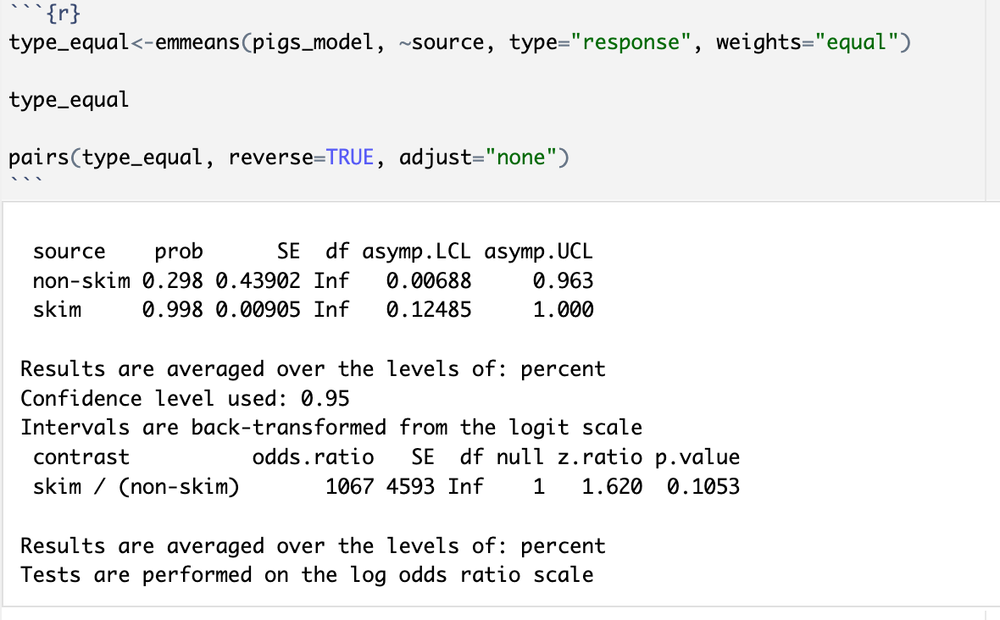 ```{r}
type_equal<-emmeans(pigs_model, ~source, type="response", weights="equal")
type_equal
pairs(type_equal, reverse=TRUE, adjust="none")
```
source prob SE df asymp.LCL asymp.UCL
non-skim 0.298 0.43902 Inf 0.00688 0.963
skim 0.998 0.00905 Inf 0.12485 1.000
Results are averaged over the levels of: percent
Confidence level used: 0.95
Intervals are back-transformed from the logit scale
contrast odds.ratio SE df null z.ratio p.value
skim / (non-skim) 1067 4593 Inf 1 1.620 0.1053
Results are averaged over the levels of: percent
Tests are performed on the log odds ratio scale